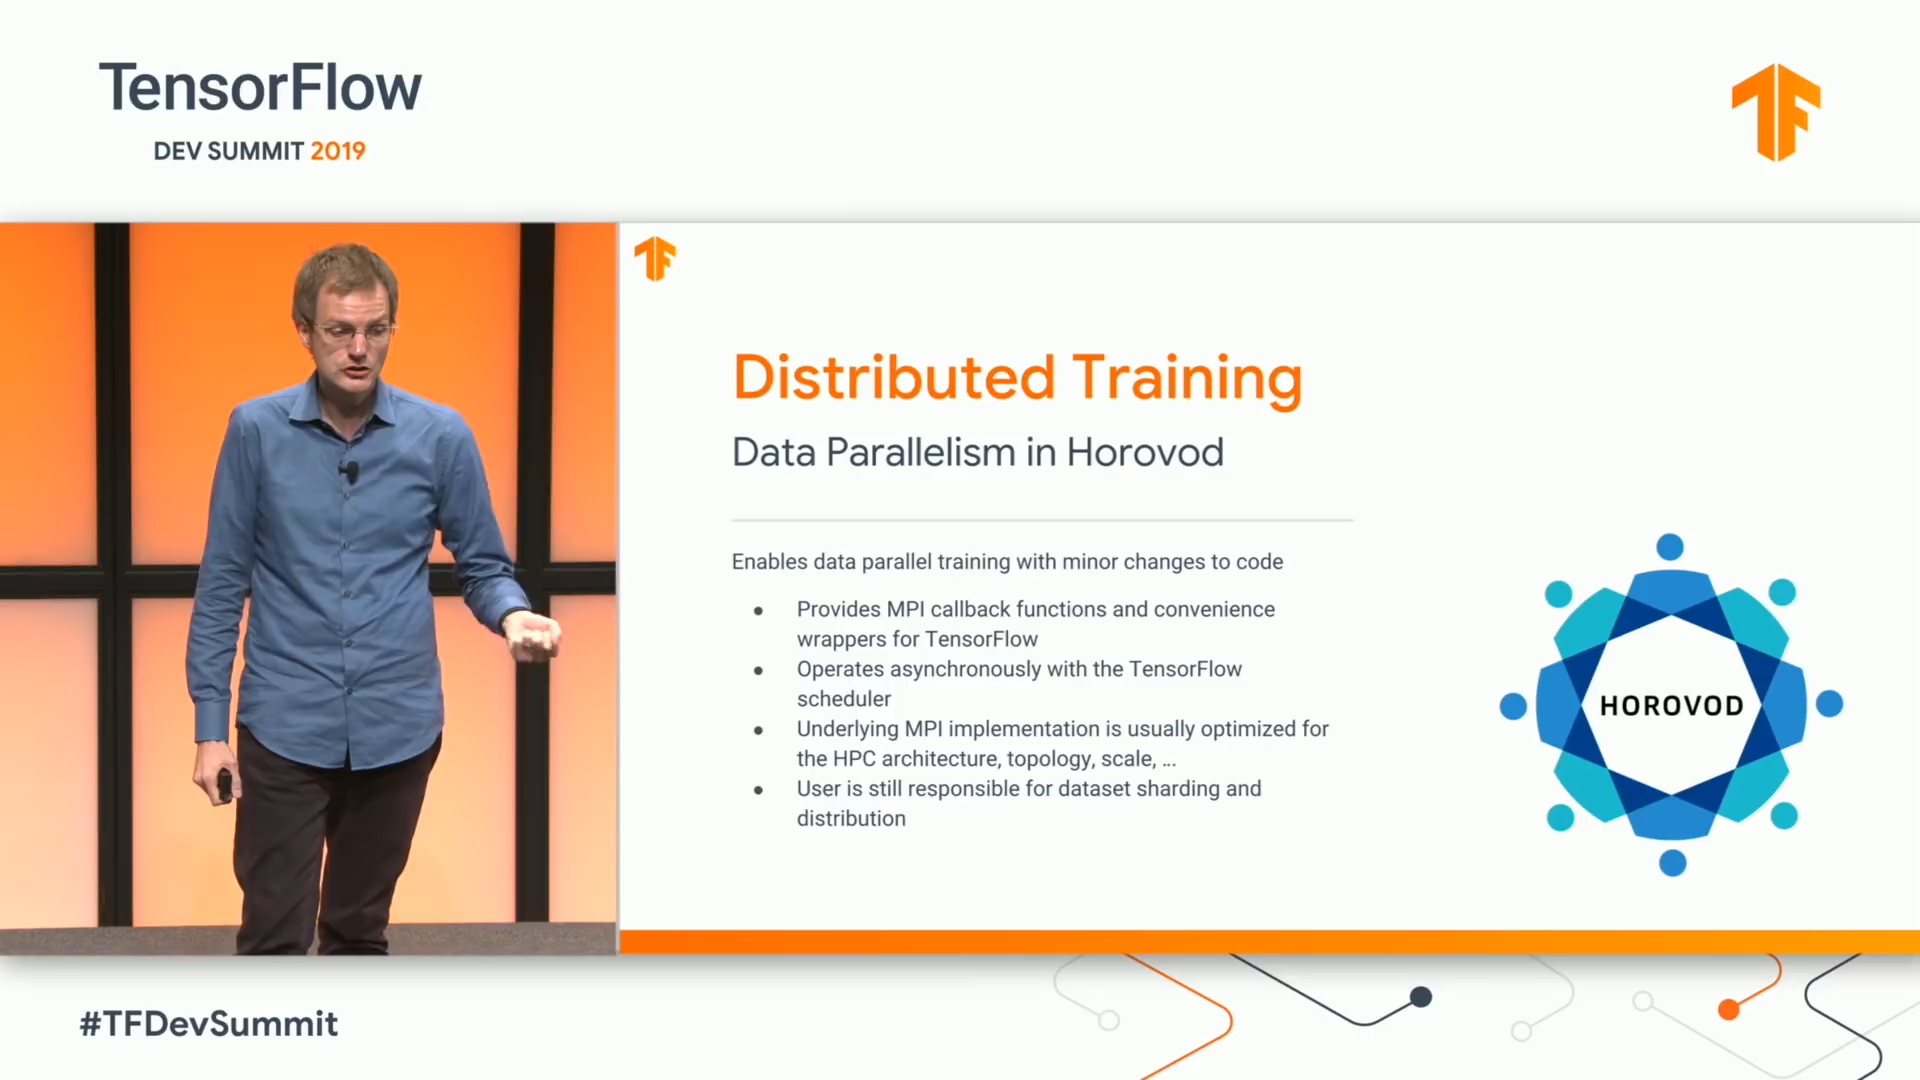 TensorFlow
DEV SUMMIT 2019
Distributed Training
Data Parallelism in Horovod
Enables data parallel training with minor changes to code
● Provides MPI callback functions and convenience
wrappers for TensorFlow
● Operates asynchronously with the TensorFlow
scheduler
● Underlying MPI implementation is usually optimized for
the HPC architecture, topology, scale, ...
● User is still responsible for dataset sharding and
distribution
HOROVOD
#TFDevSummit